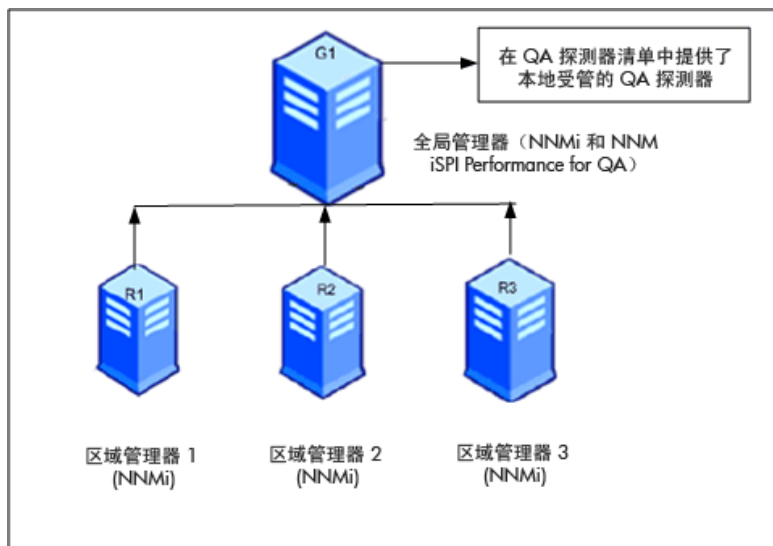 G1
在 QA 探测器清单中提供了
本地受管的 QA 探测器
全局管理器（NNMi 和 NNM
iSPI Performance for QA）
R1
R2
R3
区域管理器 1
(NNMi)
区域管理器 2
(NNMi)
区域管理器 3
(NNMi)